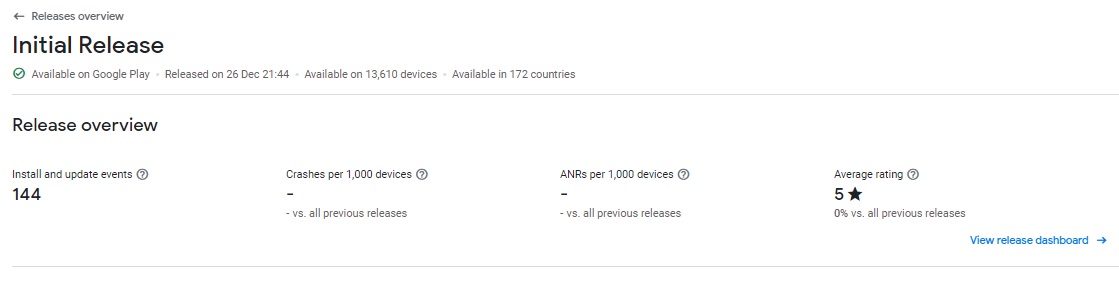 ← Releases overview
Initial Release
Available on Google Play • Released on 26 Dec 21:44 • Available on 13,610 devices • Available in 172 countries
Release overview
Install and update events Crashes per 1,000 devices ANRs per 1,000 devices Average rating
144 - - 5 ★
- vs. all previous releases - vs. all previous releases 0% vs. all previous releases
View release dashboard →